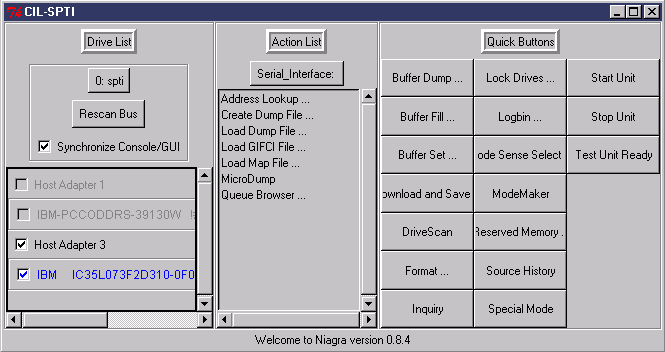 CIL-SPTI
Drive List
0: spti
Rescan Bus
Synchronize Console/GUI
Host Adapter 1
IBM-PCCODDRS-39130W
Host Adapter 3
IBM IC35L073F2D310-0F0
Action List
Serial_Interface:
Address Lookup ...
Create Dump File ...
Load Dump File ...
Load GIFCI File ...
Load Map File ...
MicroDump
Queue Browser ...
Quick Buttons
Buffer Dump ... Lock Drives ... Start Unit
Buffer Fill ... Logbin ... Stop Unit
Buffer Set ... ode Sense Select Test Unit Ready
ownload and Save ModeMaker
DriveScan Reserved Memory .
Format ... Source History
Inquiry Special Mode
Welcome to Niagra version 0.8.4